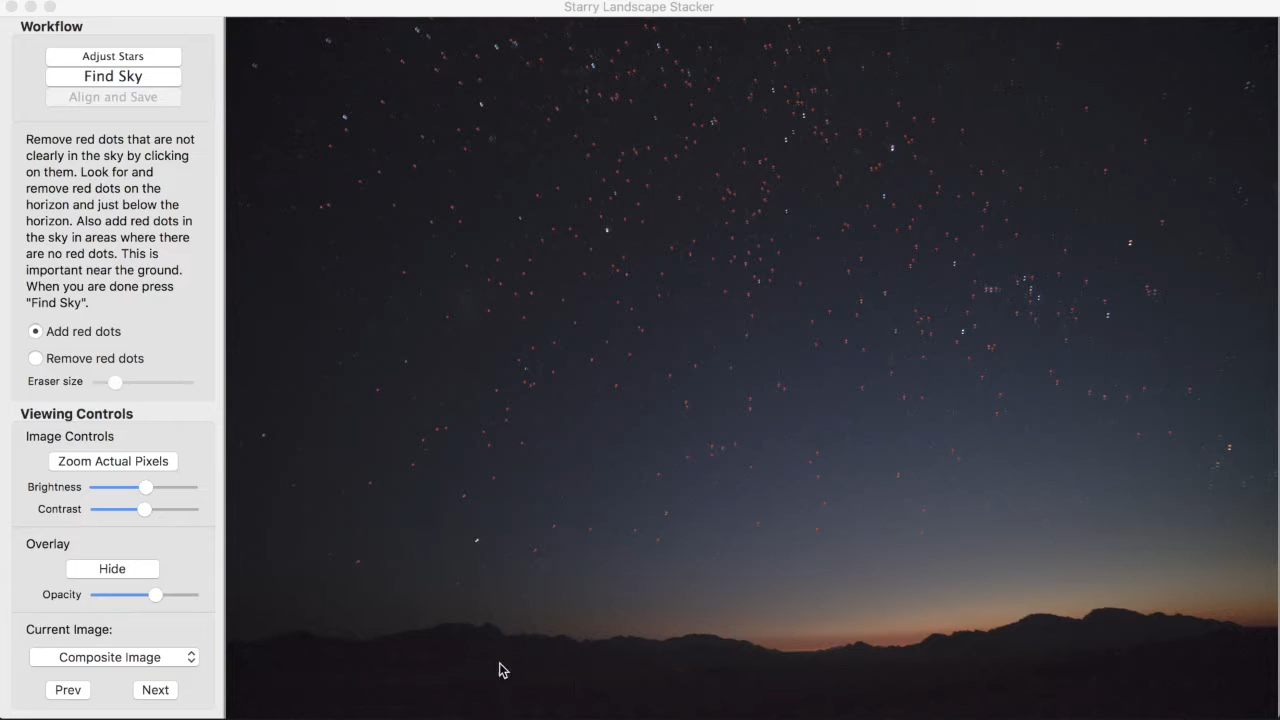 Starry Landscape Stacker
Workflow
Adjust Stars
Find Sky
Align and Save
Remove red dots that are not
clearly in the sky by clicking
on them. Look for and
remove red dots on the
horizon and just below the
horizon. Also add red dots in
the sky in areas where there
are no red dots. This is
important near the ground.
When you are done press
"Find Sky".
Add red dots
Remove red dots
Eraser size
Viewing Controls
Image Controls
Zoom Actual Pixels
Brightness
Contrast
Overlay
Hide
Opacity
Current Image:
Composite Image
Prev
Next